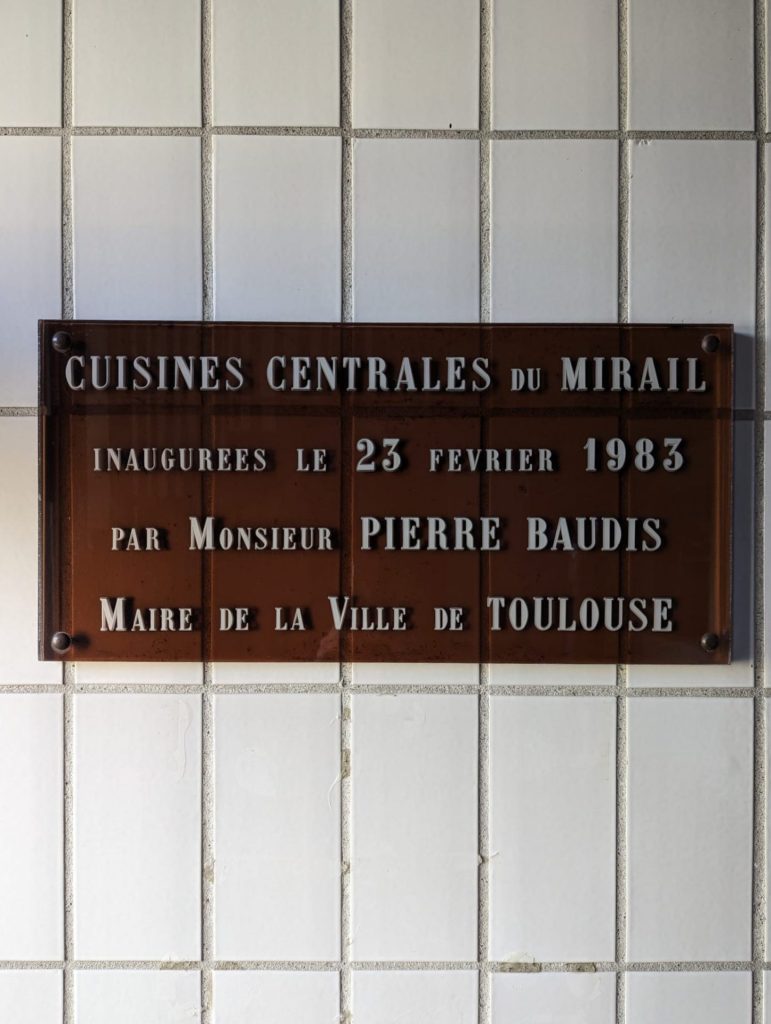 CUISINES CENTRALES DU MIRAIL
INAUGUREES LE 23 FEVRIER 1983
PAR MONSIEUR PIERRE BAUDIS
MAIRE DE LA VILLE DE TOULOUSE